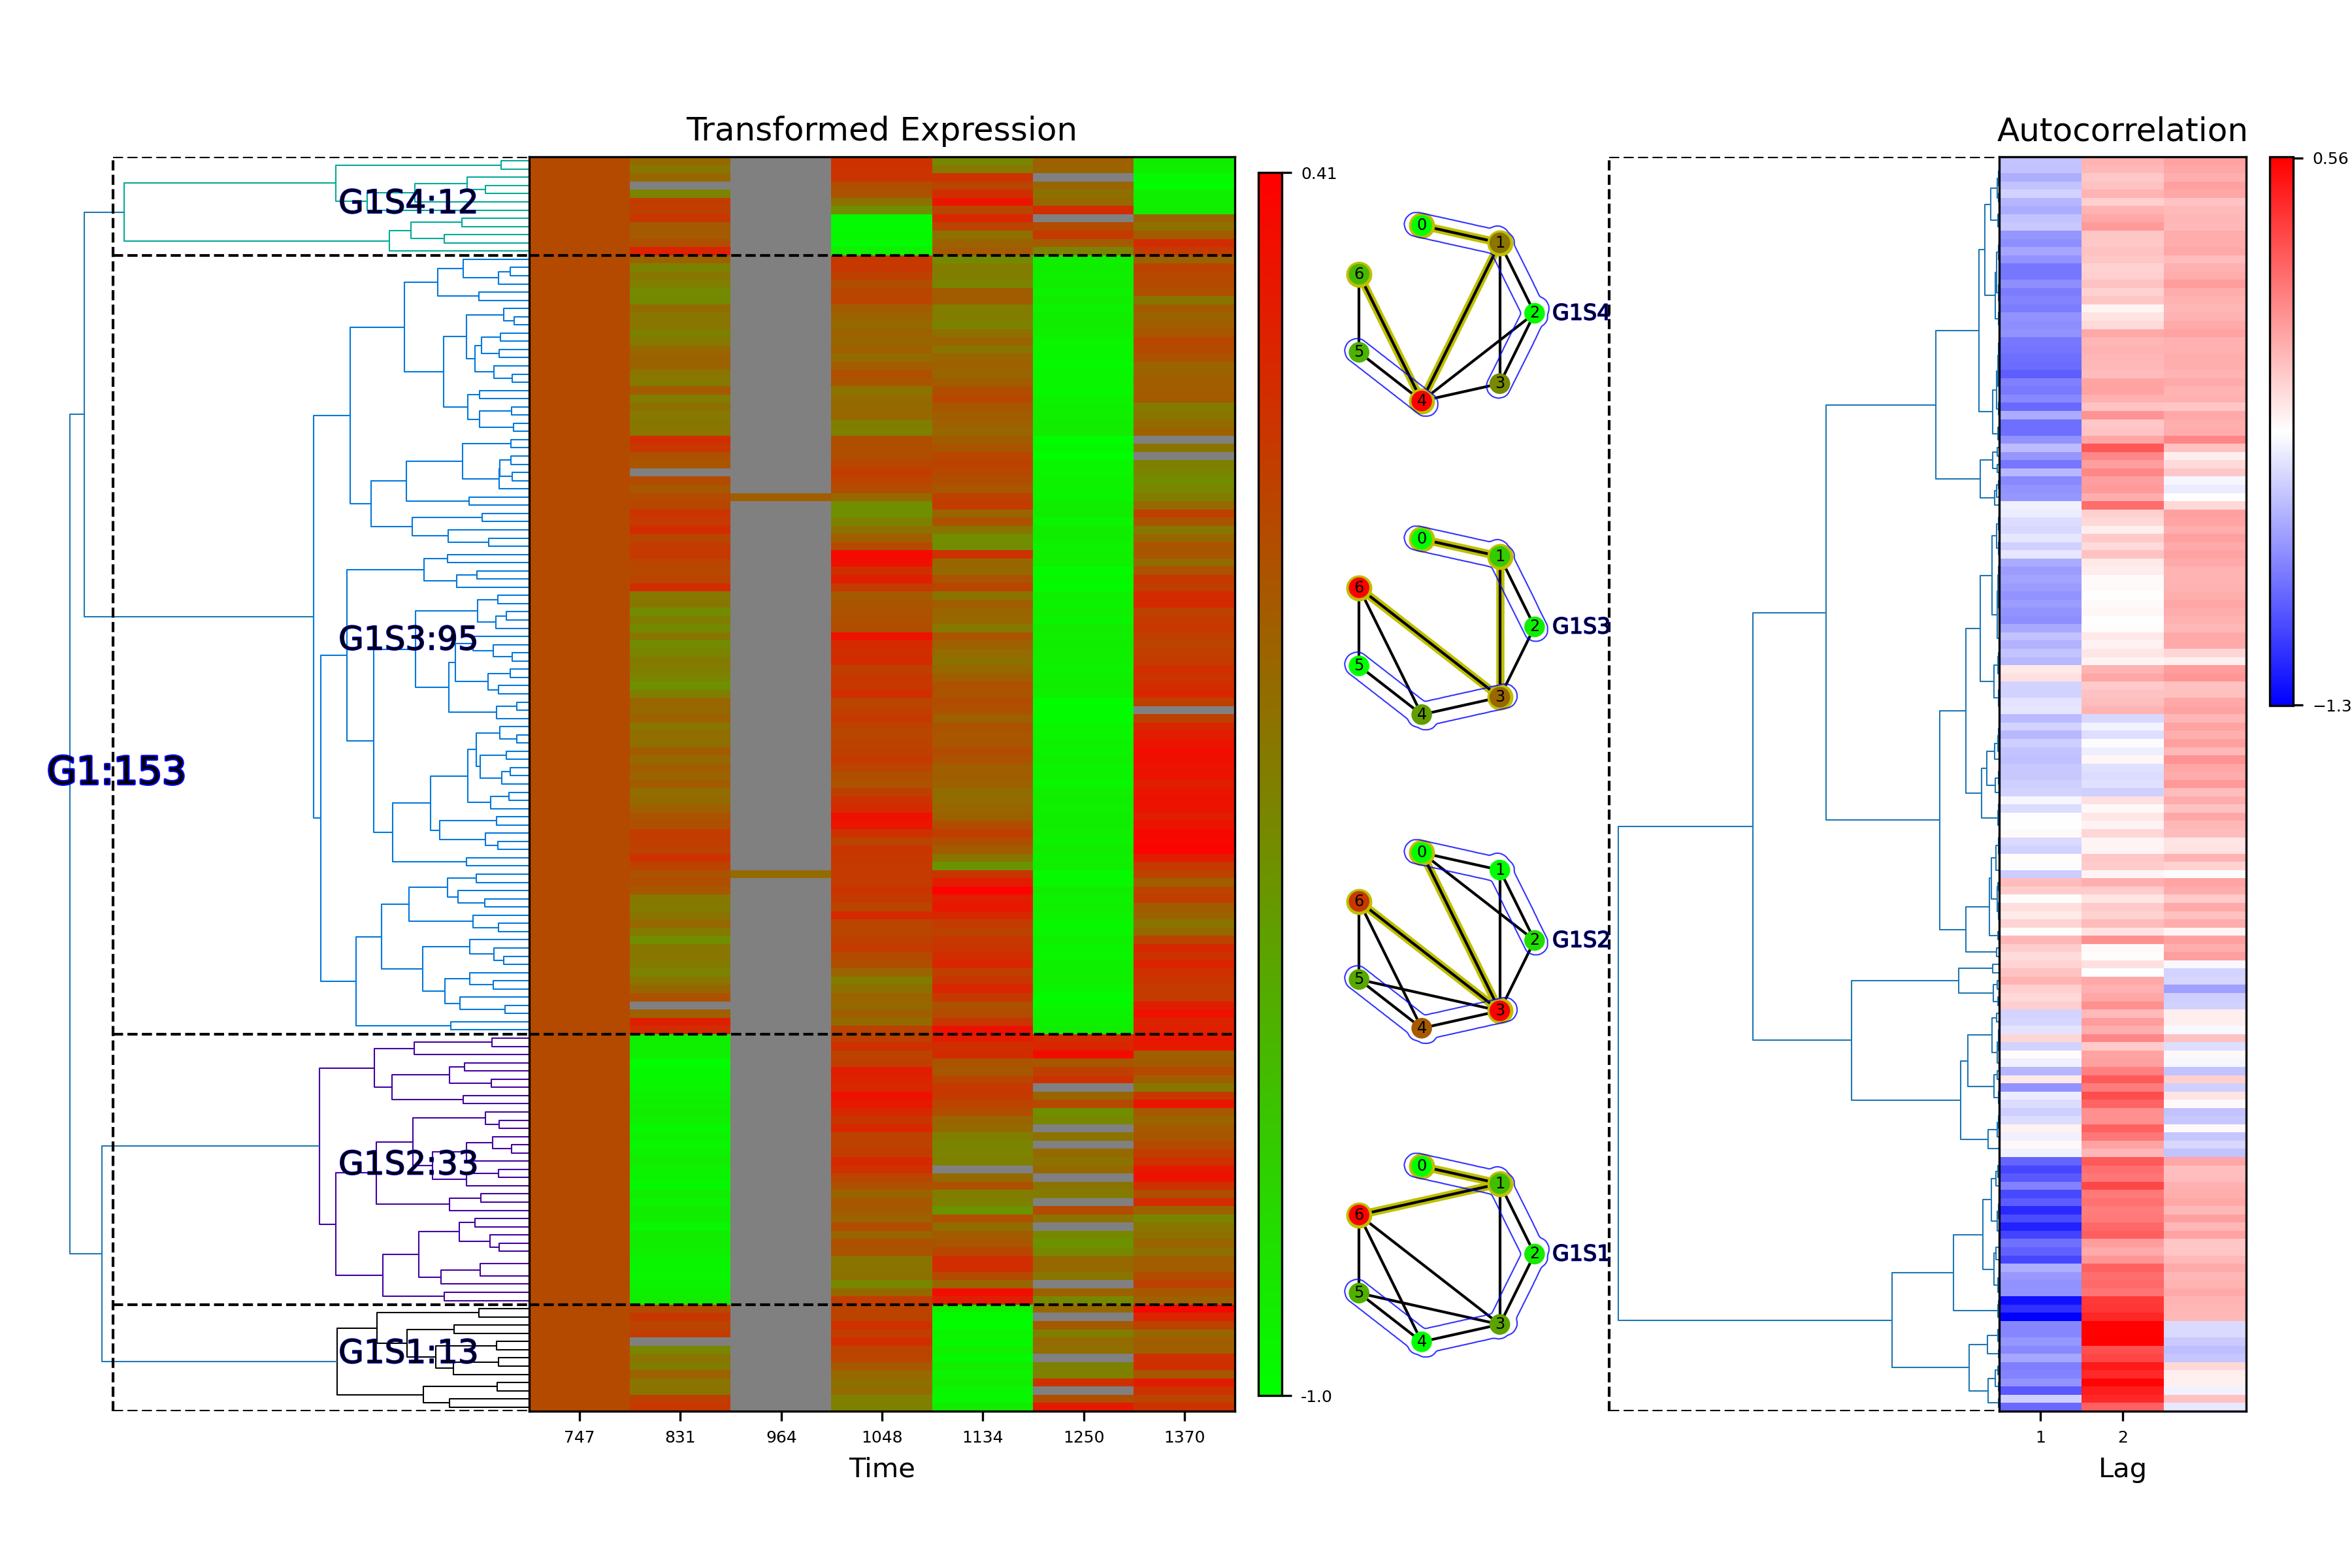 Transformed Expression
Autocorrelation
G1S4:12
G1S3:95
G1:153
G1S2:33
G1S1:13
747 831 964 1048 1134 1250 1370
Time
0.41
-1.0
0
1
2
3
4
5
6
G1S4
0
1
2
3
4
5
6
G1S3
0
1
2
3
4
5
6
G1S2
0
1
2
3
4
5
6
G1S1
1 2
Lag
0.56
−1.3